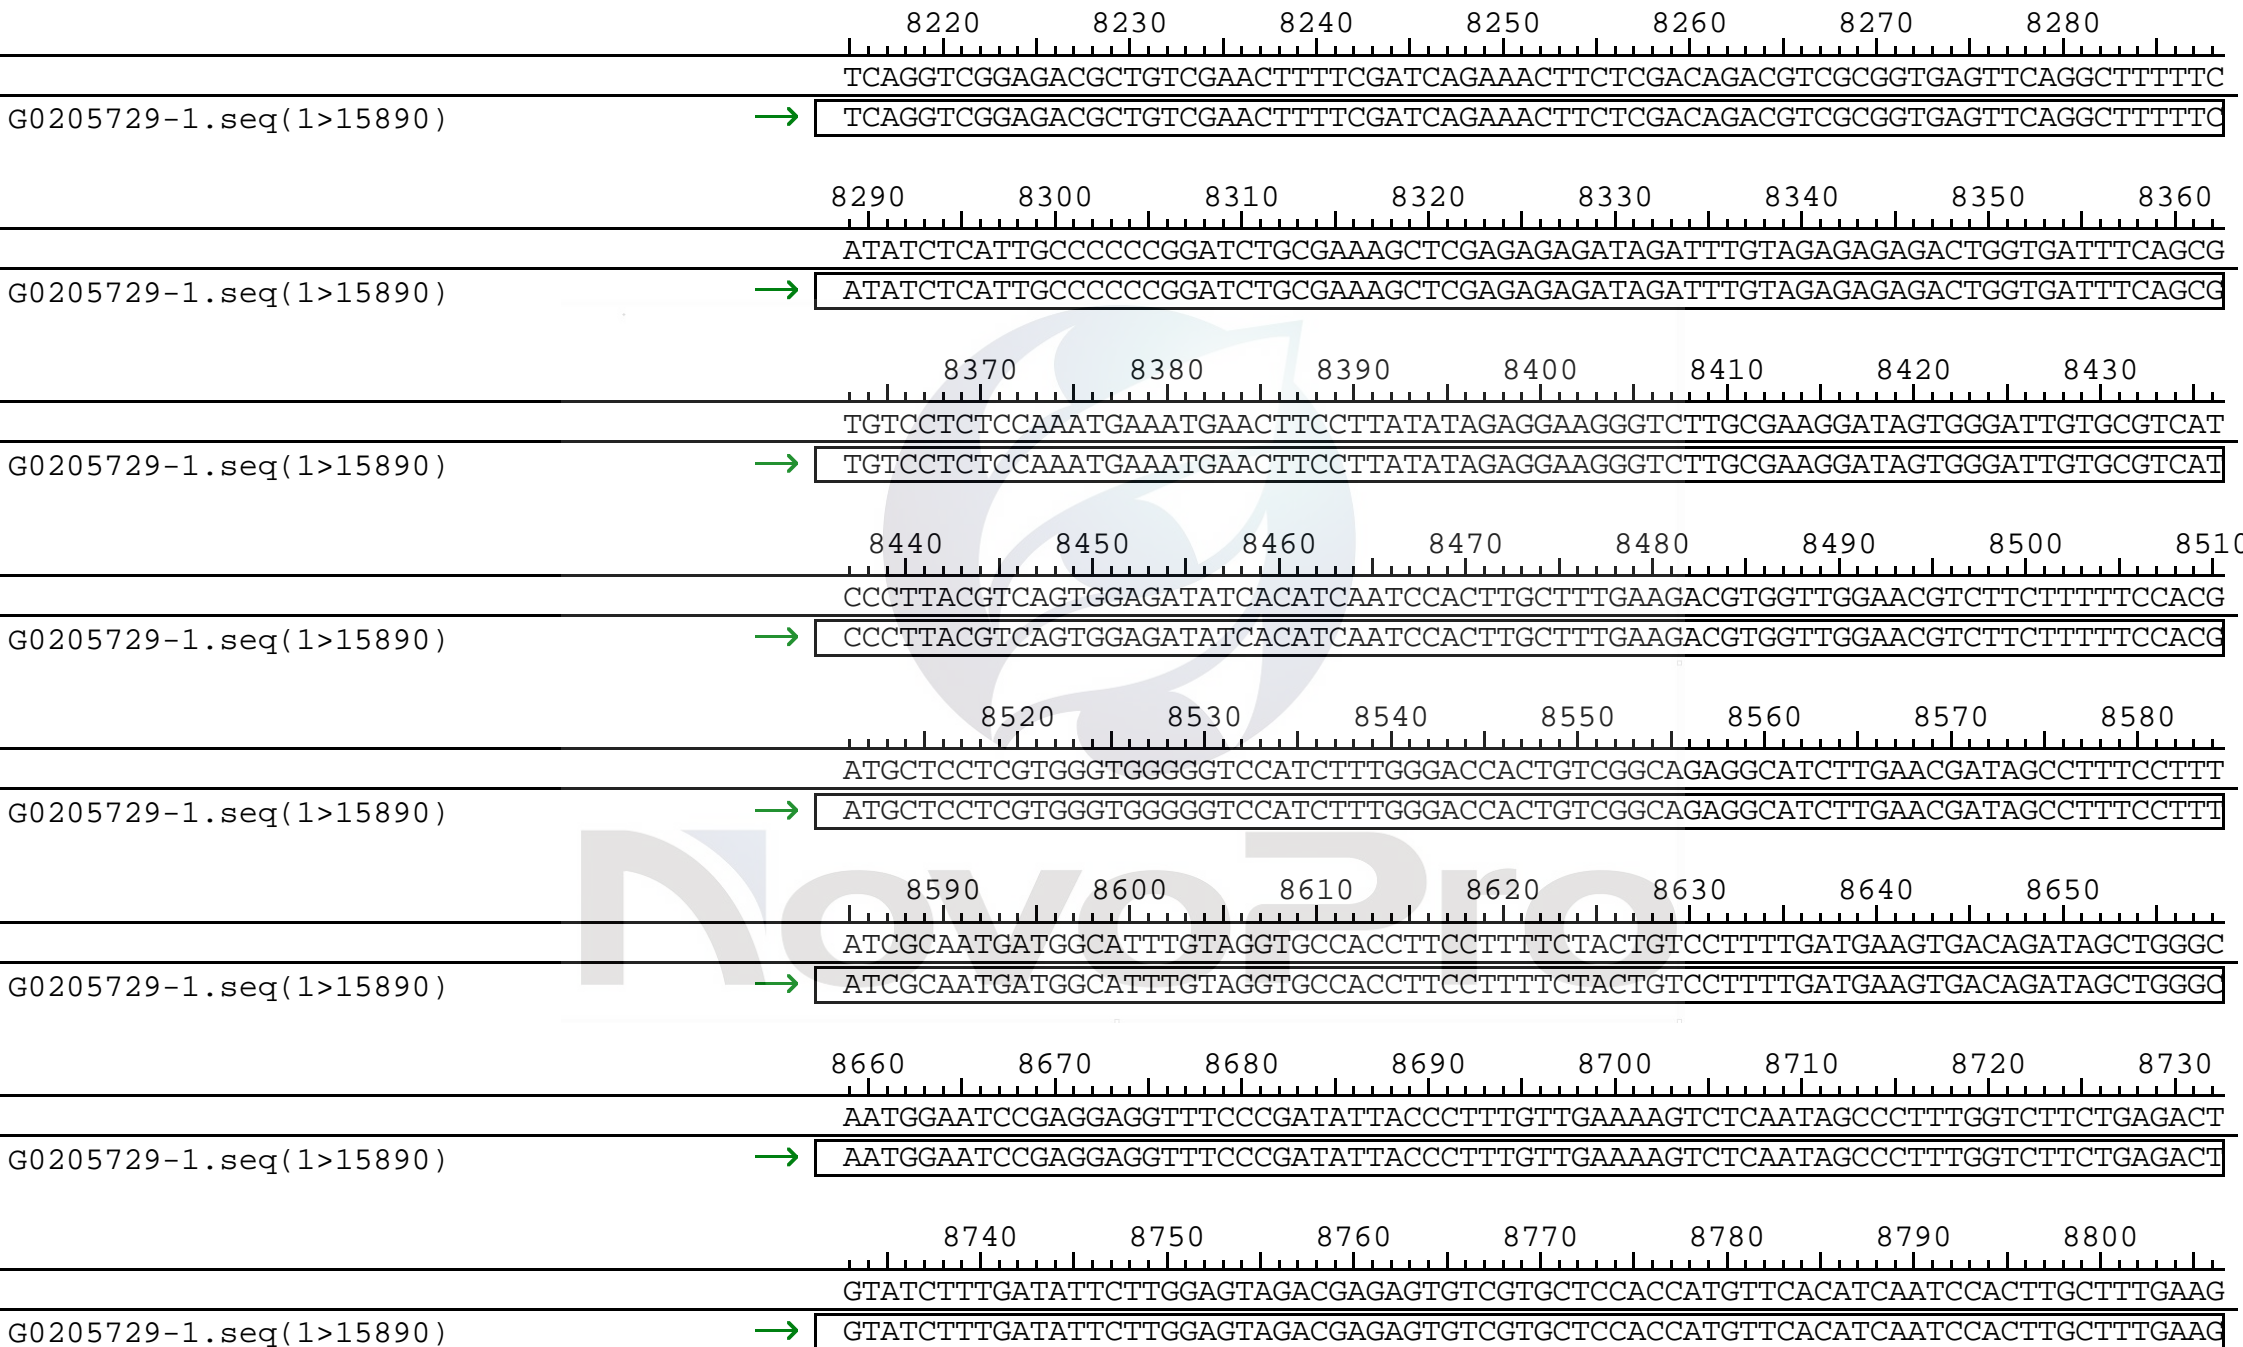 8220 8230 8240 8250 8260 8270 8280
TCAGGTCGGAGACGCTGTCGAACTTTTCGATCAGAAACTTCTCGACAGACGTCGCGGTGAGTTCAGGCTTTTTC
G0205729-1.seq(1>15890) → TCAGGTCGGAGACGCTGTCGAACTTTTCGATCAGAAACTTCTCGACAGACGTCGCGGTGAGTTCAGGCTTTTTC
8290 8300 8310 8320 8330 8340 8350 8360
ATATCTCATTGCCCCCCCGGATCTGCGAAAGCTCGAGAGAGATAGATTTGTAGAGAGAGACTGGTGATTTCAGCG
G0205729-1.seq(1>15890) → ATATCTCATTGCCCCCCCGGATCTGCGAAAGCTCGAGAGAGATAGATTTGTAGAGAGAGACTGGTGATTTCAGCG
8370 8380 8390 8400 8410 8420 8430
TGTCCTCTCCAAATGAAATGAACTTCCTTATATAGAGGAAGGGTCTTGCGAAGGATAGTGGGATTGTGCGTCAT
G0205729-1.seq(1>15890) → TGTCCTCTCCAAATGAAATGAACTTCCTTATATAGAGGAAGGGTCTTGCGAAGGATAGTGGGATTGTGCGTCAT
8440 8450 8460 8470 8480 8490 8500 8510
CCCTTACGTCAGTGGAGATATCACATCAATCCACTTGCTTTGAAGACGTGGTTGGAACGTCTTCTTTTTCCACG
G0205729-1.seq(1>15890) → CCCTTACGTCAGTGGAGATATCACATCAATCCACTTGCTTTGAAGACGTGGTTGGAACGTCTTCTTTTTCCACG
8520 8530 8540 8550 8560 8570 8580
ATGCTCCTCGTGGGTGGGGGTCCATCTTTGGGACCACTGTCGGCAGAGGCATCTTGAACGATAGCCTTTCCTTT
G0205729-1.seq(1>15890) → ATGCTCCTCGTGGGTGGGGGTCCATCTTTGGGACCACTGTCGGCAGAGGCATCTTGAACGATAGCCTTTCCTTT
8590 8600 8610 8620 8630 8640 8650
ATCGCAATGATGGCATTTGTAGGTGCCACCTTCCTTTTCTACTGTCCTTTTGATGAAGTGACAGATAGCTGGGC
G0205729-1.seq(1>15890) → ATCGCAATGATGGCATTTGTAGGTGCCACCTTCCTTTTCTACTGTCCTTTTGATGAAGTGACAGATAGCTGGGC
NovoPro
8660 8670 8680 8690 8700 8710 8720 8730
AATGGAATCCGAGGAGGTTTCCCGATATTACCCTTTGTTGAAAAGTCTCAATAGCCCTTTGGTCTTCTGAGACT
G0205729-1.seq(1>15890) → AATGGAATCCGAGGAGGTTTCCCGATATTACCCTTTGTTGAAAAGTCTCAATAGCCCTTTGGTCTTCTGAGACT
8740 8750 8760 8770 8780 8790 8800
GTATCTTTGATATTCTTGGAGTAGACGAGAGTGTCGTGCTCCACCATGTTCACATCAATCCACTTGCTTTGAAG
G0205729-1.seq(1>15890) → GTATCTTTGATATTCTTGGAGTAGACGAGAGTGTCGTGCTCCACCATGTTCACATCAATCCACTTGCTTTGAAG